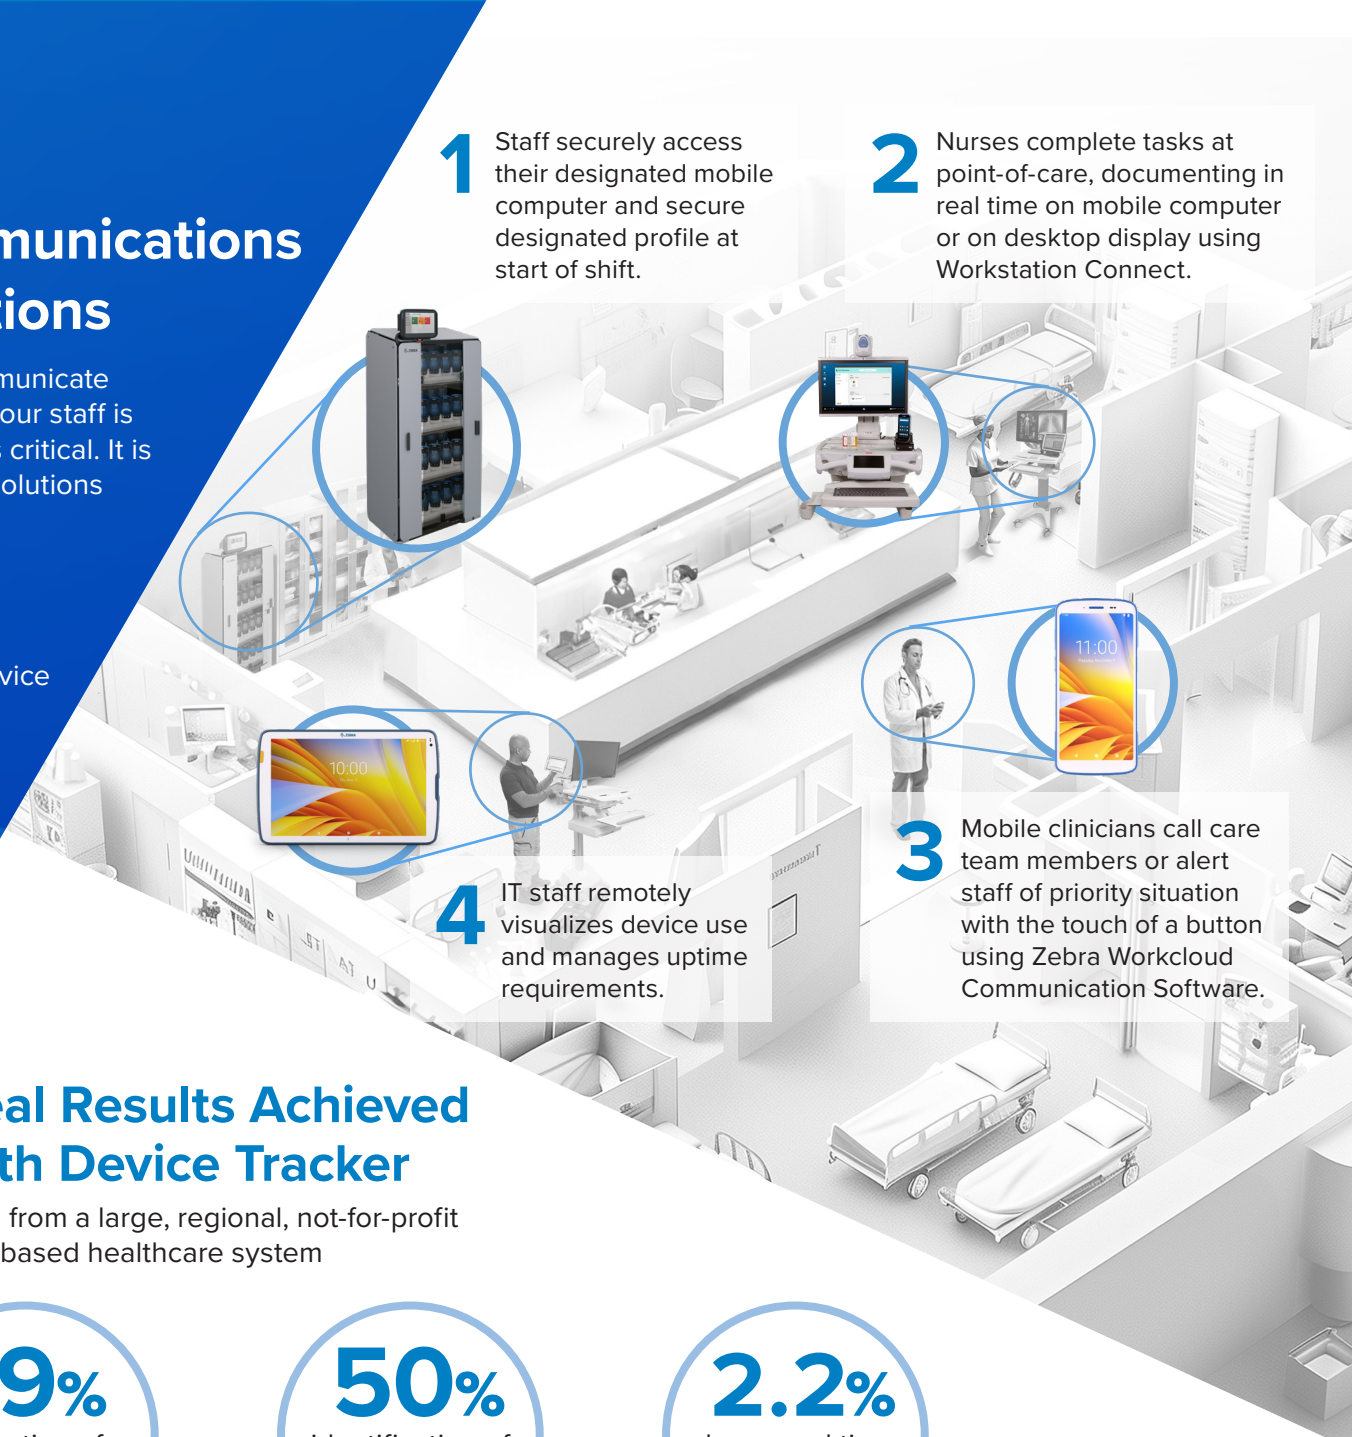 munications
tions
municate
our staff is
critical. It is
olutions
vice
1
Staff securely access
their designated mobile
computer and secure
designated profile at
start of shift.
2
Nurses complete tasks at
point-of-care, documenting in
real time on mobile computer
or on desktop display using
Workstation Connect.
11:00
ZEBRA
10:00
3
Mobile clinicians call care
team members or alert
staff of priority situation
with the touch of a button
using Zebra Workcloud
Communication Software.
4
IT staff remotely
visualizes device use
and manages uptime
requirements.
eal Results Achieved
th Device Tracker
from a large, regional, not-for-profit
based healthcare system
9%
50%
2.2%